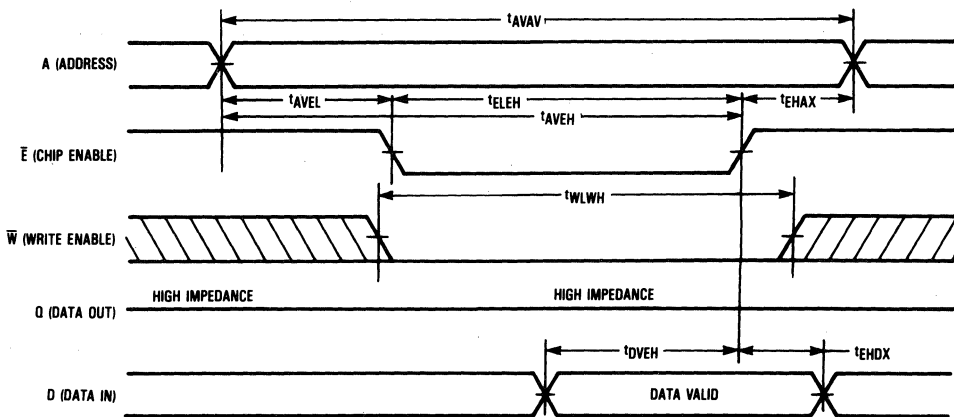 tAVAV
A (ADDRESS)
tAVEL
tELEH
tEHAX
tAVEH
E̅ (CHIP ENABLE)
tWLWH
W̅ (WRITE ENABLE)
HIGH IMPEDANCE
HIGH IMPEDANCE
Q (DATA OUT)
tDVEH
tEHDX
D (DATA IN)
DATA VALID